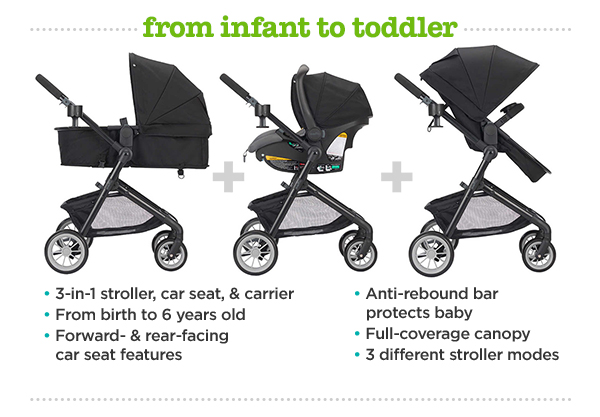 from infant to toddler
• 3-in-1 stroller, car seat, & carrier
• From birth to 6 years old
• Forward- & rear-facing
car seat features
• Anti-rebound bar
protects baby
• Full-coverage canopy
• 3 different stroller modes